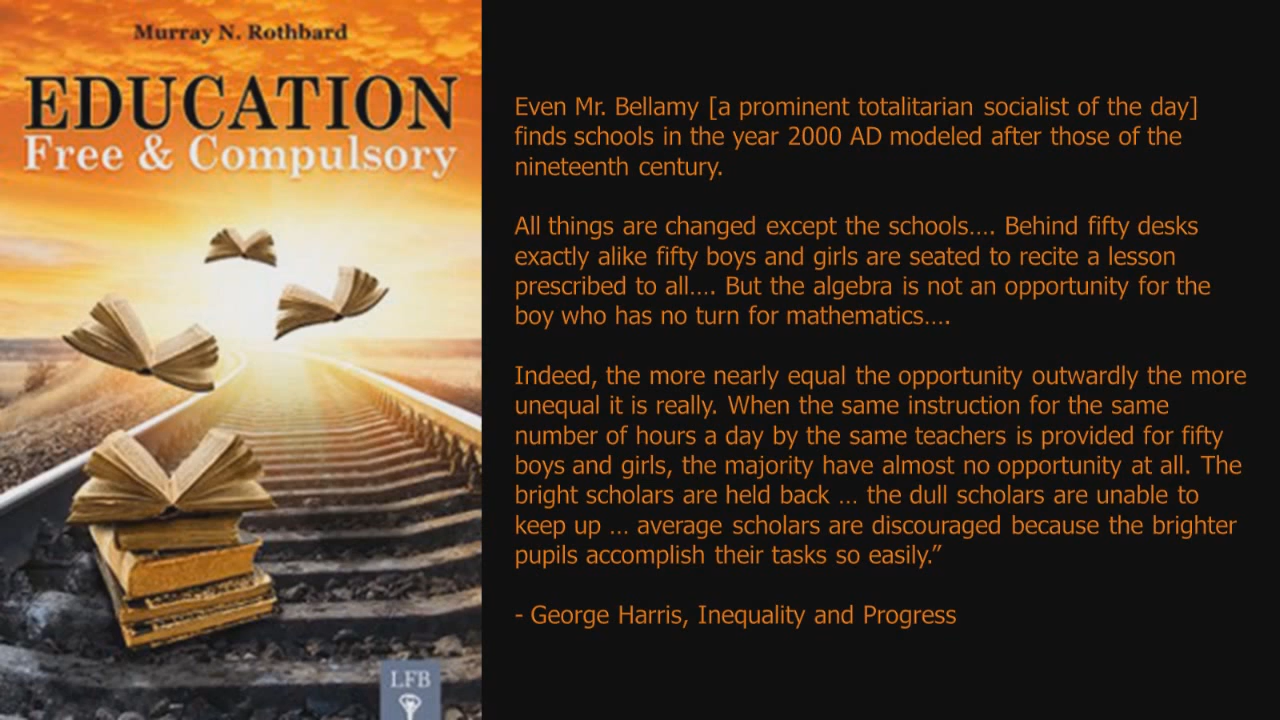 Murray N. Rothbard
EDUCATION
Free & Compulsory
LFB
Even Mr. Bellamy [a prominent totalitarian socialist of the day]
finds schools in the year 2000 AD modeled after those of the
nineteenth century.
All things are changed except the schools…. Behind fifty desks
exactly alike fifty boys and girls are seated to recite a lesson
prescribed to all…. But the algebra is not an opportunity for the
boy who has no turn for mathematics….
Indeed, the more nearly equal the opportunity outwardly the more
unequal it is really. When the same instruction for the same
number of hours a day by the same teachers is provided for fifty
boys and girls, the majority have almost no opportunity at all. The
bright scholars are held back … the dull scholars are unable to
keep up … average scholars are discouraged because the brighter
pupils accomplish their tasks so easily.”
- George Harris, Inequality and Progress